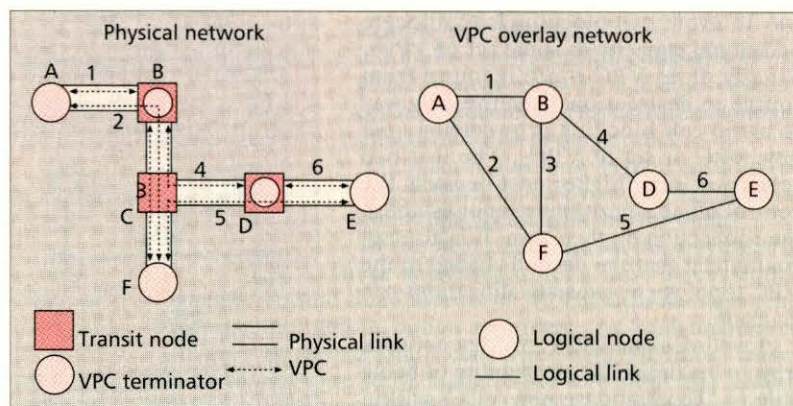 Physical network
A
1
B
2
3
4
6
C
5
D
E
F
VPC overlay network
A
1
B
2
3
4
D
6
E
5
F
Transit node
VPC terminator
Physical link
VPC
Logical node
Logical link